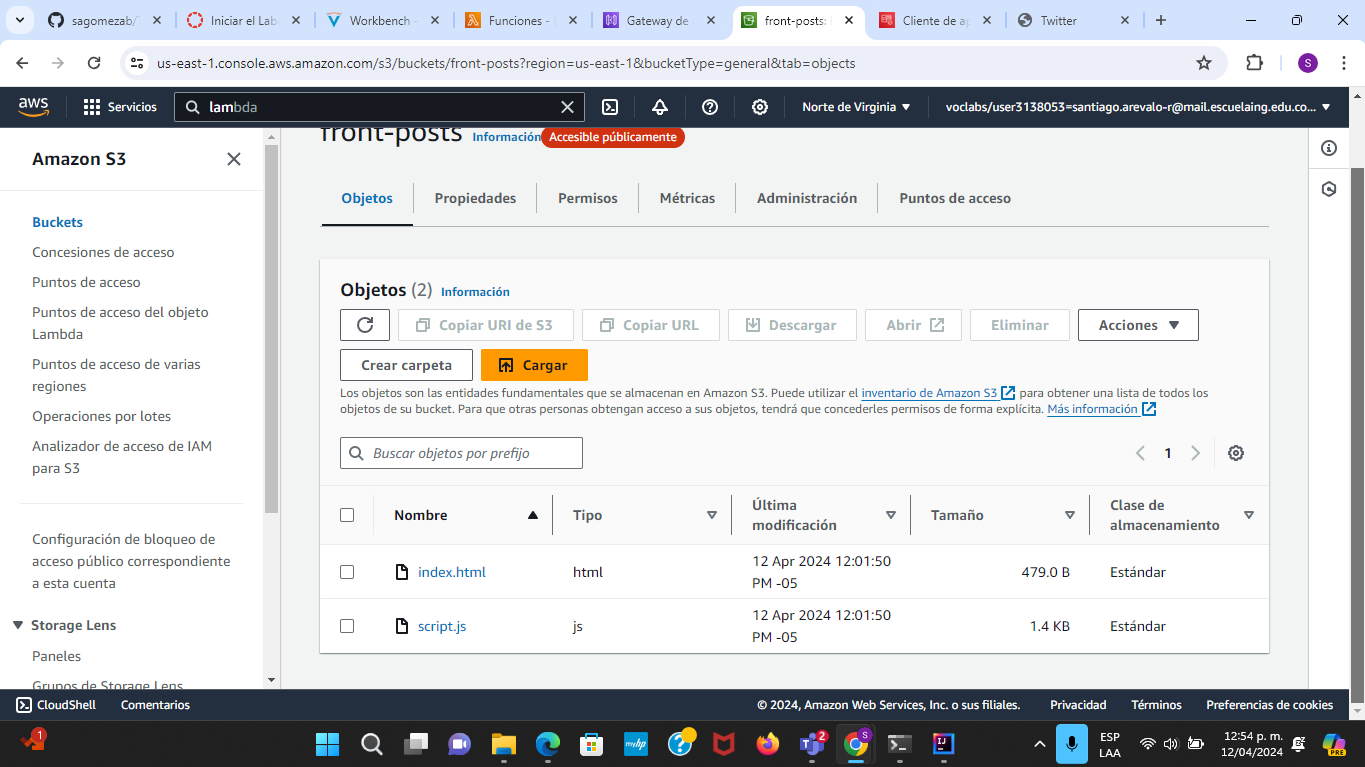 sagomezab/
Iniciar el Lab
Workbench
Funciones
Gateway de
front-posts:
Cliente de ap
Twitter
us-east-1.console.aws.amazon.com/s3/buckets/front-posts?region=us-east-1&bucketType=general&tab=objects
S
aws
Servicios
lambda
Norte de Virginia
voclabs/user3138053=santiago.arevalo-r@mail.escuelaing.edu.co...
Amazon S3
Buckets
Concesiones de acceso
Puntos de acceso
Puntos de acceso del objeto
Lambda
Puntos de acceso de varias
regiones
Operaciones por lotes
Analizador de acceso de IAM
para S3
Configuración de bloqueo de
acceso público correspondiente
a esta cuenta
Storage Lens
Paneles
Grupos de Storage Lens
front-posts Información Accesible públicamente
Objetos Propiedades Permisos Métricas Administración Puntos de acceso
Objetos (2) Información
Copiar URI de S3 Copiar URL Descargar Abrir Eliminar Acciones
Crear carpeta Cargar
Los objetos son las entidades fundamentales que se almacenan en Amazon S3. Puede utilizar el inventario de Amazon S3 para obtener una lista de todos los
objetos de su bucket. Para que otras personas obtengan acceso a sus objetos, tendrá que concederles permisos de forma explícita. Más información
Buscar objetos por prefijo
1
Nombre Tipo Última modificación Tamaño Clase de almacenamiento
index.html html 12 Apr 2024 12:01:50 PM -05 479.0 B Estándar
script.js js 12 Apr 2024 12:01:50 PM -05 1.4 KB Estándar
CloudShell Comentarios © 2024, Amazon Web Services, Inc. o sus filiales. Privacidad Términos Preferencias de cookies
1
myhp
2
S
IJ
ESP
LAA
12:54 p. m.
12/04/2024
PRE